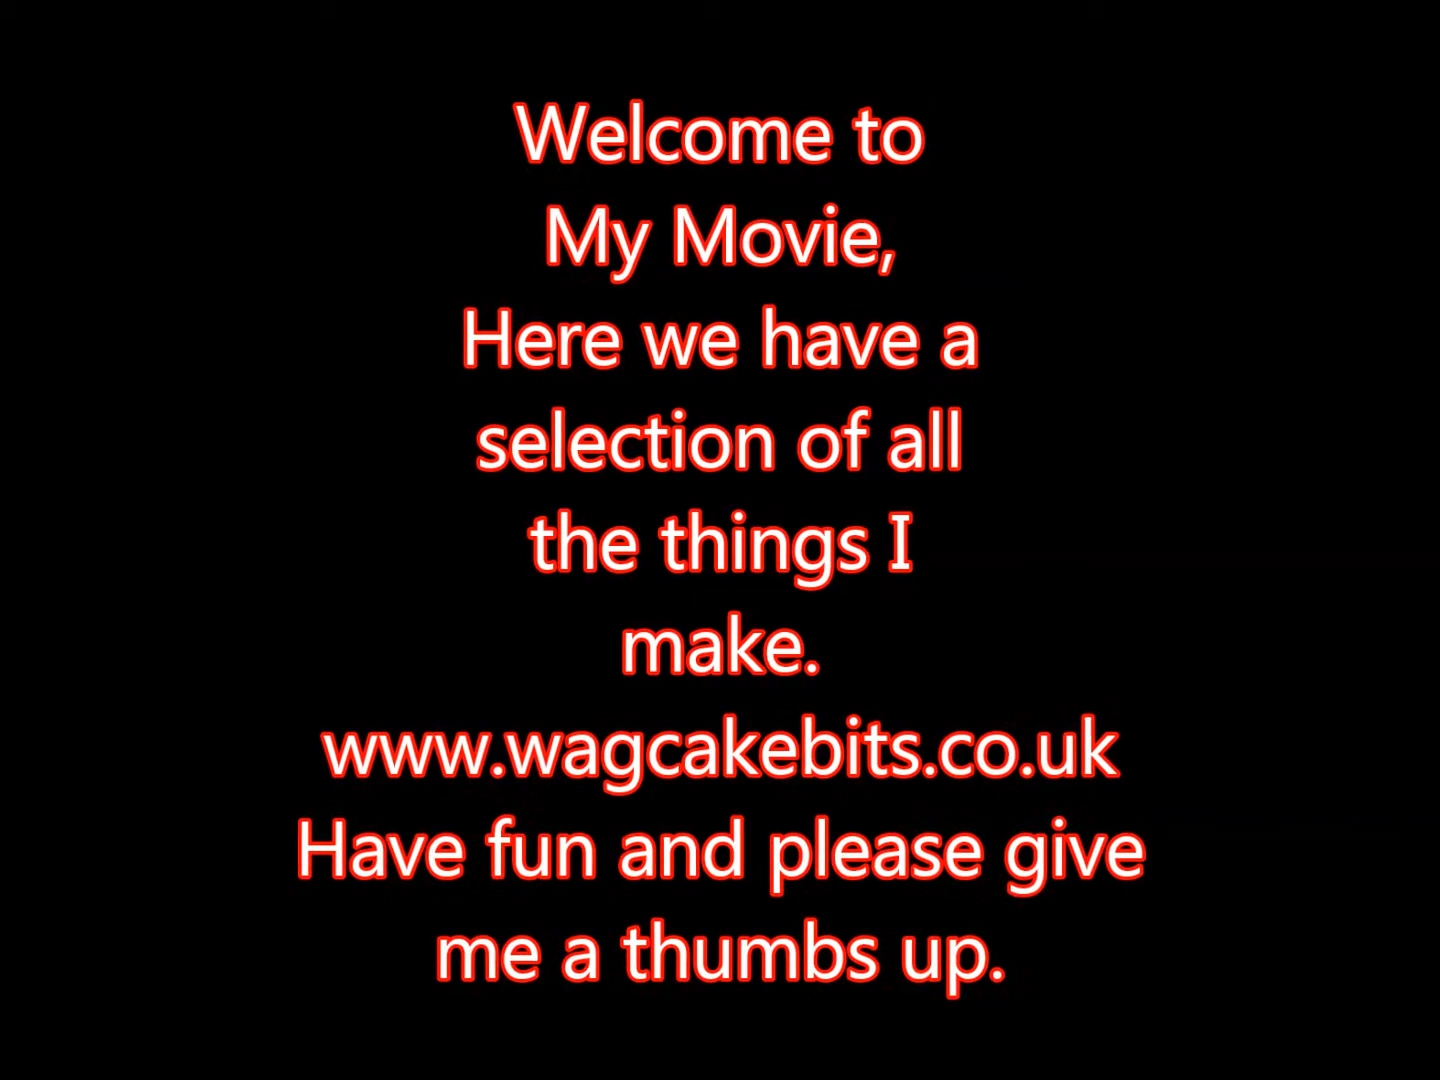 Welcome to
My Movie,
Here we have a
selection of all
the things I
make.
www.wagcakebits.co.uk
Have fun and please give
me a thumbs up.